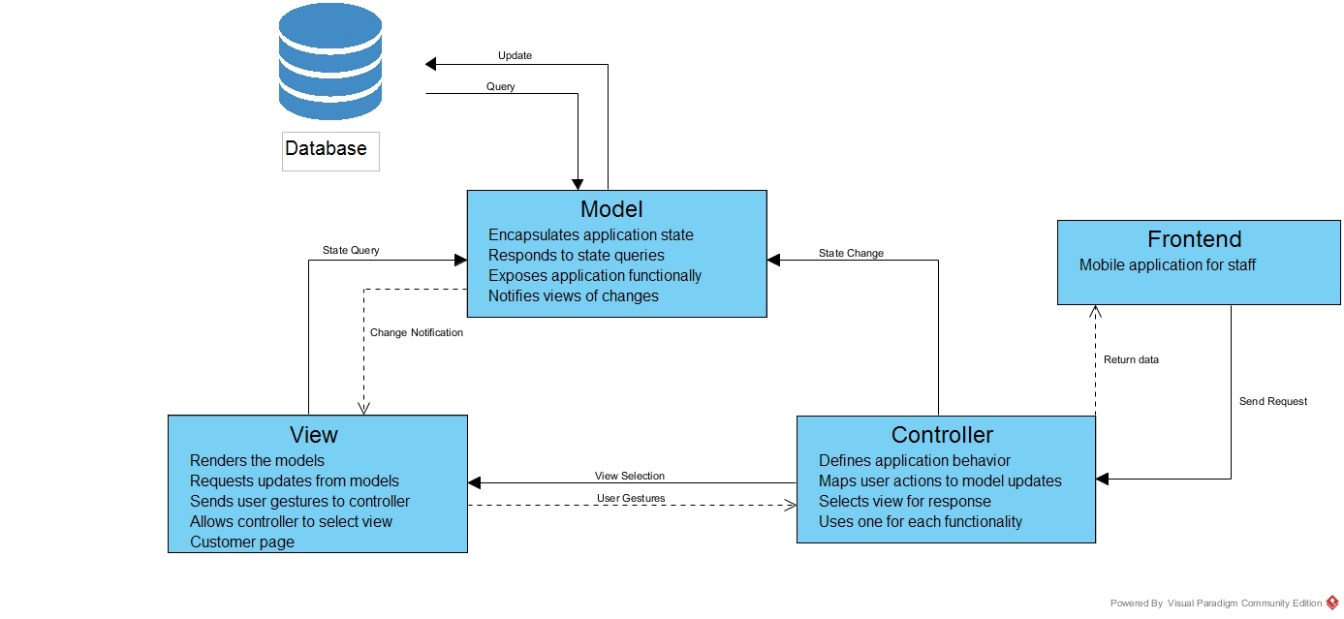 Update
Query
Database
Model
Encapsulates application state
Responds to state queries
Exposes application functionally
Notifies views of changes
Frontend
Mobile application for staff
State Query
State Change
Change Notification
Return data
Send Request
View
Renders the models
Requests updates from models
Sends user gestures to controller
Allows controller to select view
Customer page
View Selection
User Gestures
Controller
Defines application behavior
Maps user actions to model updates
Selects view for response
Uses one for each functionality
Powered By Visual Paradigm Community Edition